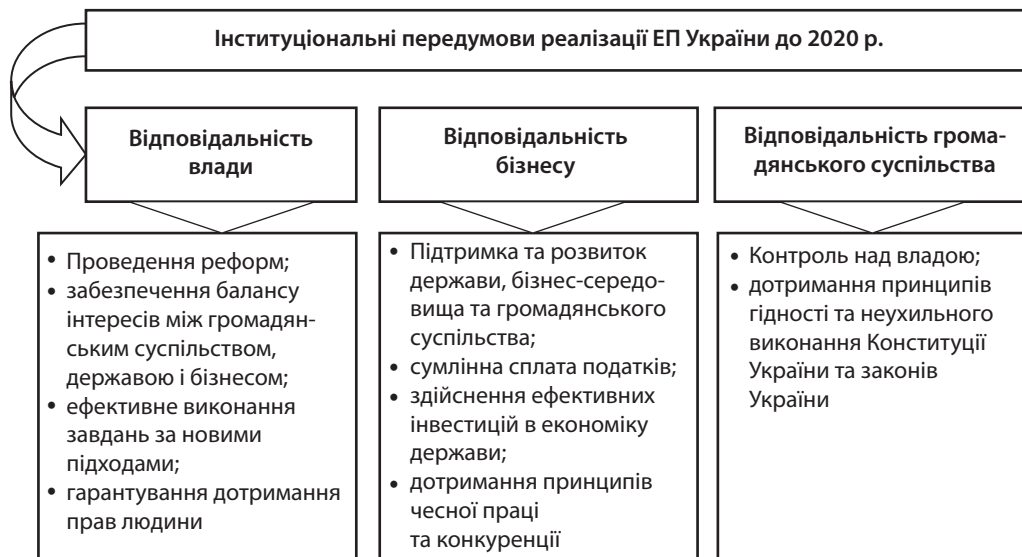 Інституціональні передумови реалізації ЕП України до 2020 р.
Відповідальність
влади
• Проведення реформ;
• забезпечення балансу
інтересів між громадян-
ським суспільством,
державою і бізнесом;
• ефективне виконання
завдань за новими
підходами;
• гарантування дотримання
прав людини
Відповідальність
бізнесу
• Підтримка та розвиток
держави, бізнес-середо-
вища та громадянського
суспільства;
• сумлінна сплата податків;
• здійснення ефективних
інвестицій в економіку
держави;
• дотримання принципів
чесної праці
та конкуренції
Відповідальність грома-
дянського суспільства
• Контроль над владою;
• дотримання принципів
гідності та неухильного
виконання Конституції
України та законів
України